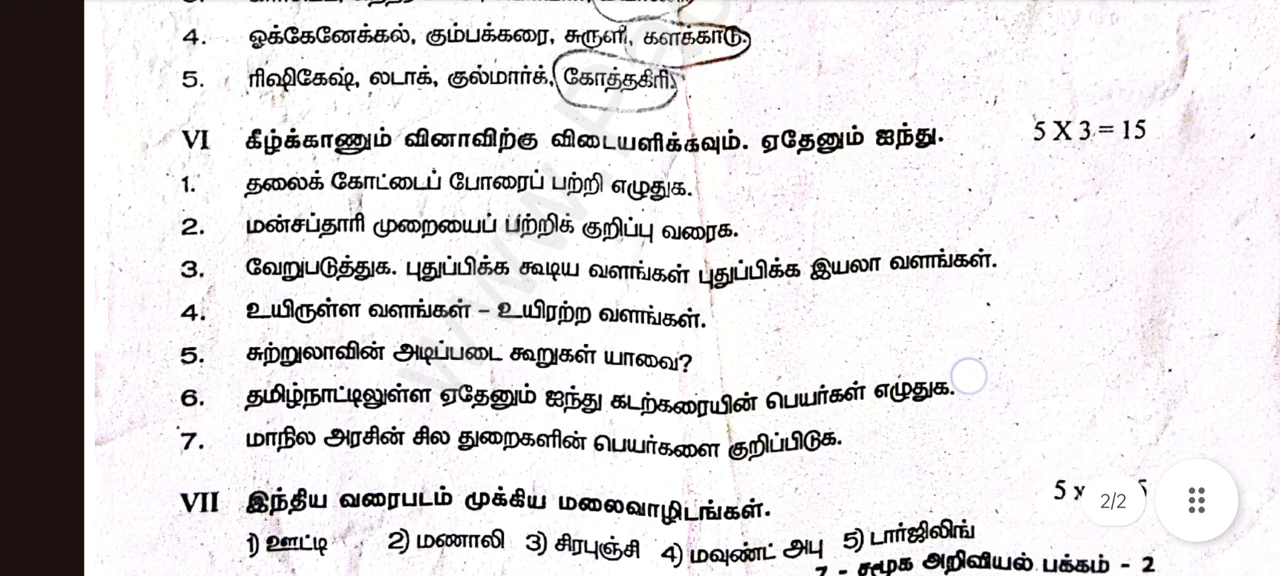 4. ஒக்கேனேக்கல், கும்பக்கரை, சுருளி, களக்காடு.
5. ரிஷிகேஷ், லடாக், குல்மார்க், கோத்தகிரி.
VI கீழ்க்காணும் வினாவிற்கு விடையளிக்கவும். ஏதேனும் ஐந்து. 5 X 3 = 15
1. தலைக் கோட்டைப் போரைப் பற்றி எழுதுக.
2. மன்சப்தாரி முறையைப் பற்றிக் குறிப்பு வரைக.
3. வேறுபடுத்துக. புதுப்பிக்க கூடிய வளங்கள் புதுப்பிக்க இயலா வளங்கள்.
4. உயிருள்ள வளங்கள் – உயிரற்ற வளங்கள்.
5. சுற்றுலாவின் அடிப்படை கூறுகள் யாவை?
6. தமிழ்நாட்டிலுள்ள ஏதேனும் ஐந்து கடற்கரையின் பெயர்கள் எழுதுக.
7. மாநில அரசின் சில துறைகளின் பெயர்களை குறிப்பிடுக.
VII இந்திய வரைபடம் முக்கிய மலைவாழிடங்கள். 5 x
2/2
1) ஊட்டி 2) மணாலி 3) சிரபுஞ்சி 4) மவுண்ட் அபு 5) டார்ஜிலிங்
7 - சமூக அறிவியல் பக்கம் - 2